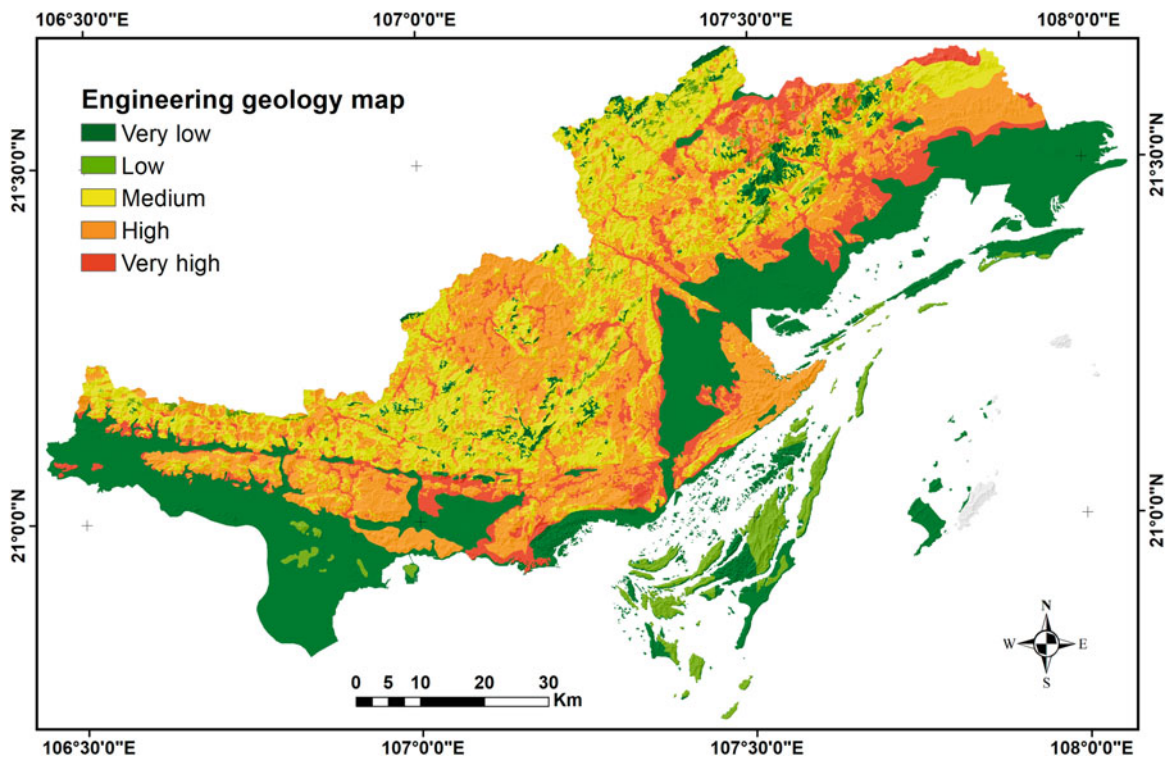 106°30'0"E 107°0'0"E 107°30'0"E 108°0'0"E
Engineering geology map
Very low
Low
Medium
High
Very high
21°30'0"N 21°30'0"N
21°0'0"N 21°0'0"N
N
W E
S
0 5 10 20 30
Km
106°30'0"E 107°0'0"E 107°30'0"E 108°0'0"E